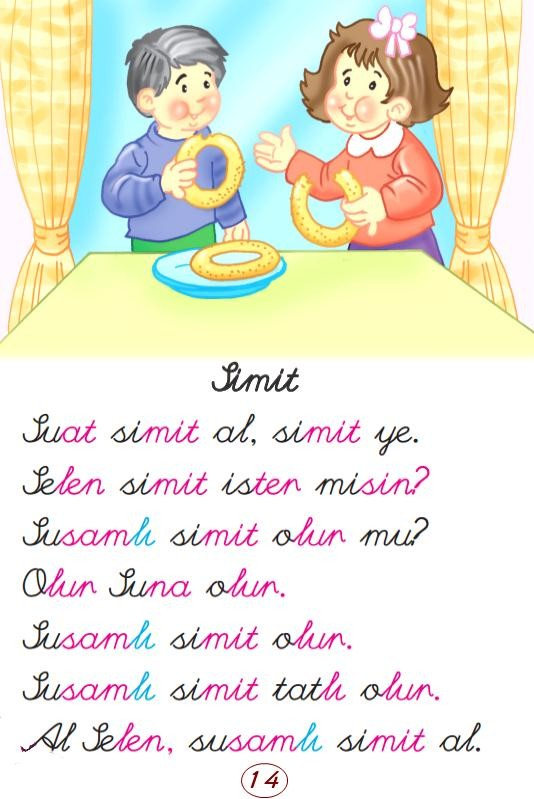 Simit
Suat simit al, simit ye.
Selen simit ister misin?
Susamlı simit olur mu?
Olur Suna olur.
Susamlı simit olur.
Susamlı simit tatlı olur.
Al Selen, susamlı simit al.
14